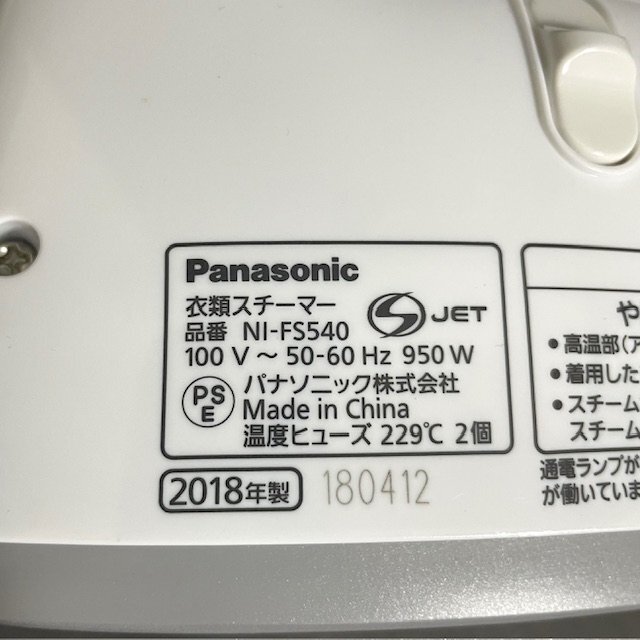 Panasonic
衣類スチーマー
品番 NI-FS540
S JET
100 V ～ 50-60 Hz 950 W
PS
E
パナソニック株式会社
Made in China
温度ヒューズ 229℃ 2個
2018年製 180412
や
• 高温部(ア
• 着用した
• スチーム
スチーム
通電ランプが
が働いていま